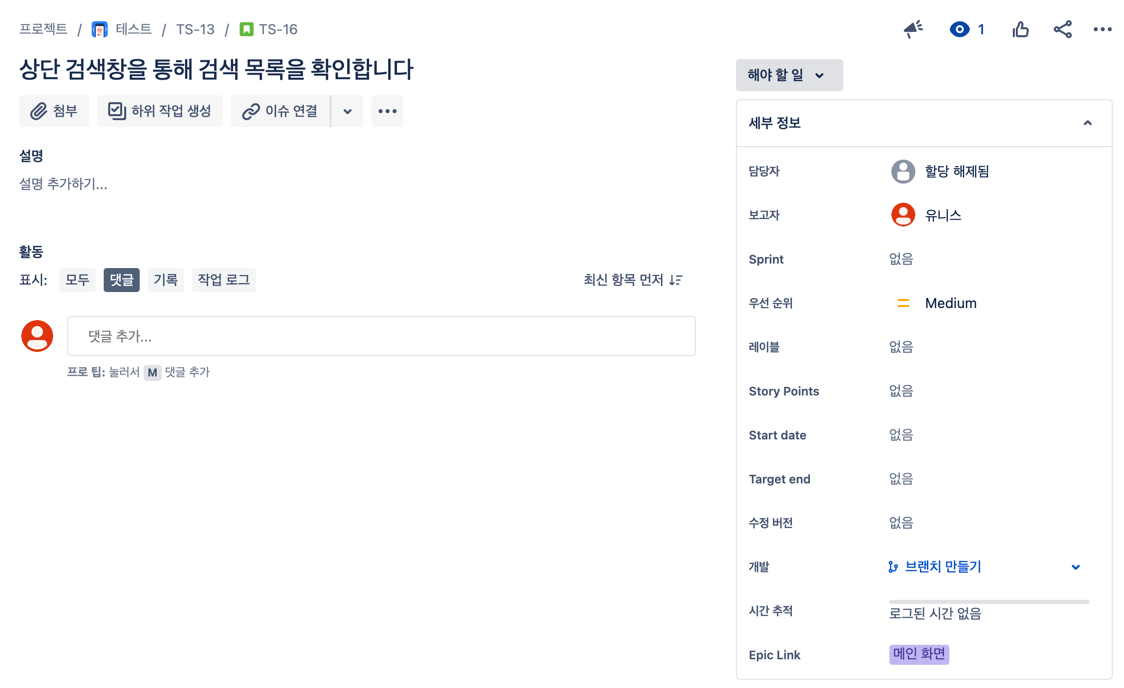 프로젝트 / 테스트 / TS-13 / TS-16
1
상단 검색창을 통해 검색 목록을 확인합니다
첨부
하위 작업 생성
이슈 연결
설명
설명 추가하기...
활동
표시: 모두 댓글 기록 작업 로그
최신 항목 먼저
댓글 추가...
프로 팁: 눌러서 M 댓글 추가
해야 할 일
세부 정보
담당자 할당 해제됨
보고자 유니스
Sprint 없음
우선 순위 Medium
레이블 없음
Story Points 없음
Start date 없음
Target end 없음
수정 버전 없음
개발 브랜치 만들기
시간 추적 로그된 시간 없음
Epic Link 메인 화면